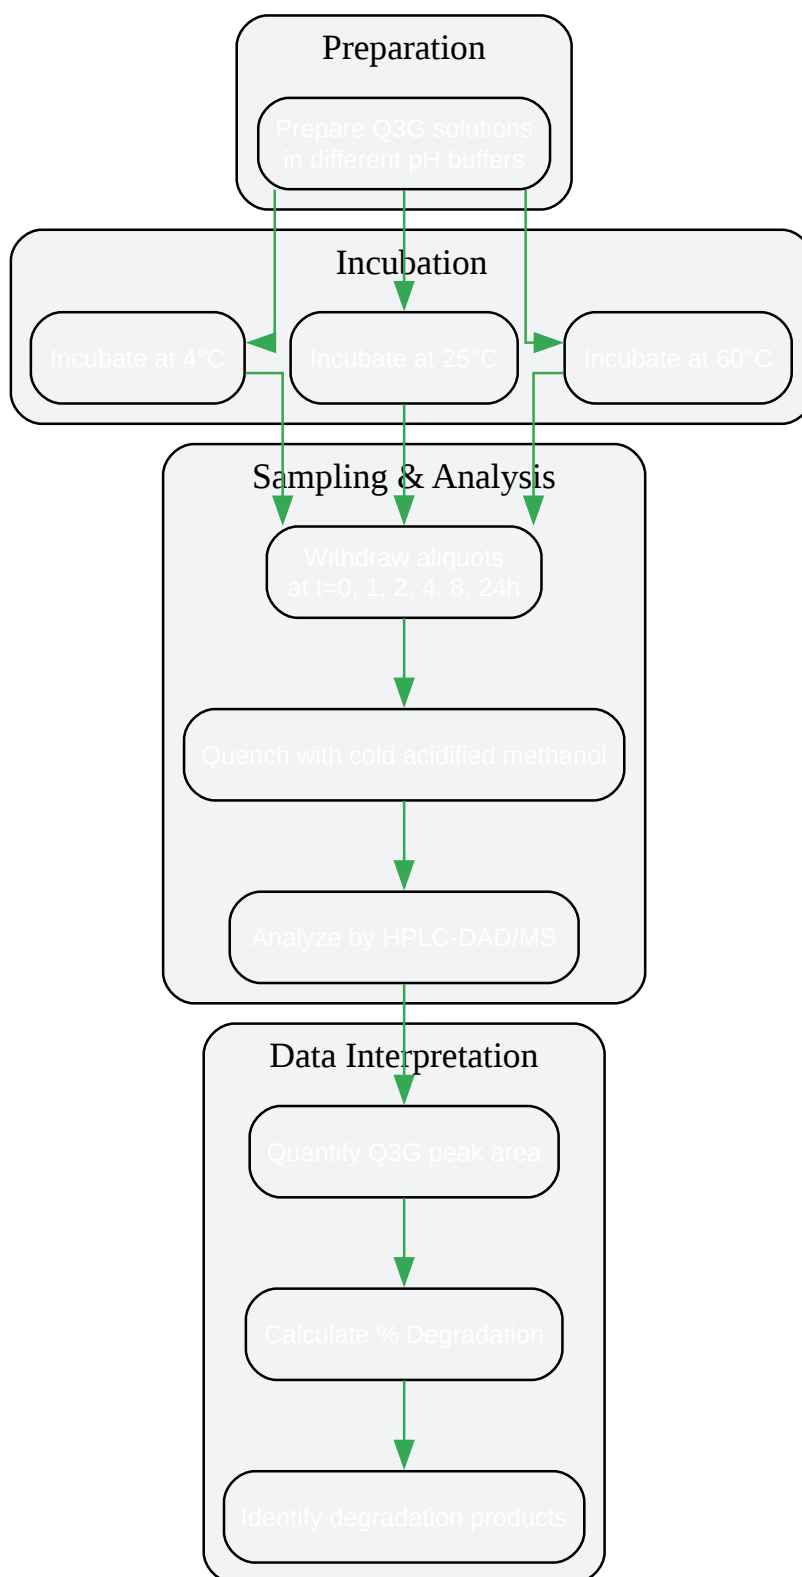 Preparation
Prepare Q3G solutions
in different pH buffers
Incubation
Incubate at 4°C
Incubate at 25°C
Incubate at 60°C
Sampling & Analysis
Withdraw aliquots
at t=0, 1, 2, 4, 8, 24h
Quench with cold acidified methanol
Analyze by HPLC-DAD/MS
Data Interpretation
Quantify Q3G peak area
Calculate % Degradation
Identify degradation products